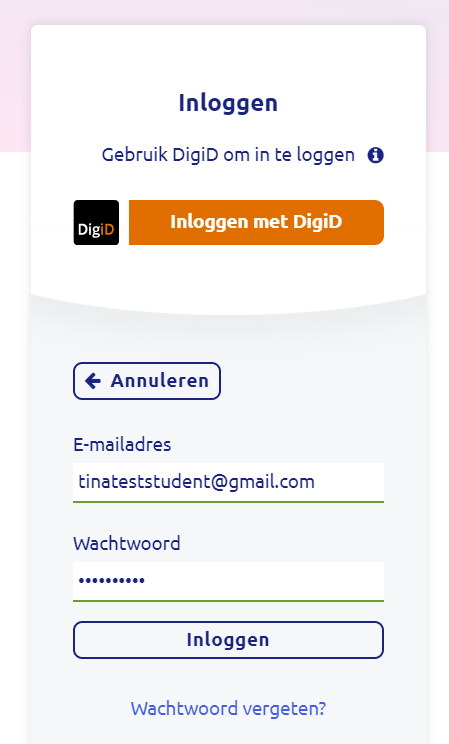 Inloggen
Gebruik DigiD om in te loggen
DigiD
Inloggen met DigiD
Annuleren
E-mailadres
tinateststudent@gmail.com
Wachtwoord
••••••••••
Inloggen
Wachtwoord vergeten?